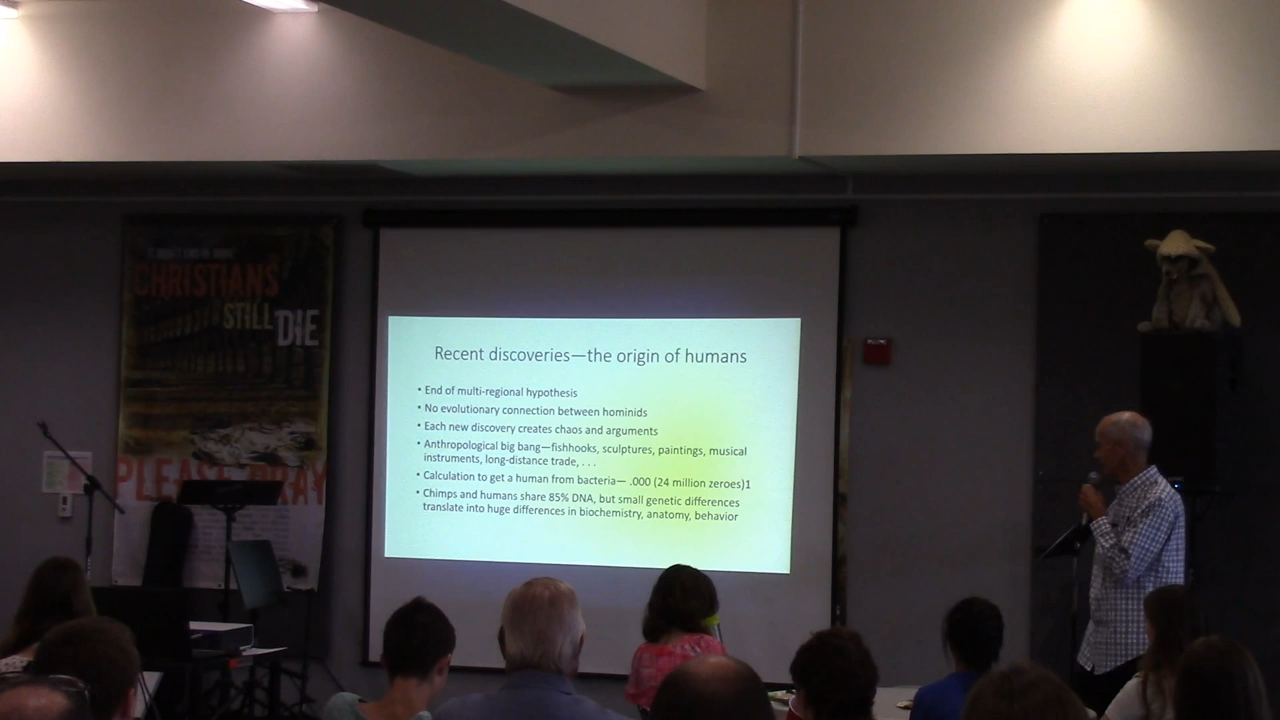 CHRISTIANS
STILL
DIE
PLEASE PRAY
Recent discoveries—the origin of humans
• End of multi-regional hypothesis
• No evolutionary connection between hominids
• Each new discovery creates chaos and arguments
• Anthropological big bang—fishhooks, sculptures, paintings, musical
instruments, long-distance trade, . . .
• Calculation to get a human from bacteria— .000 (24 million zeroes)1
• Chimps and humans share 85% DNA, but small genetic differences
translate into huge differences in biochemistry, anatomy, behavior